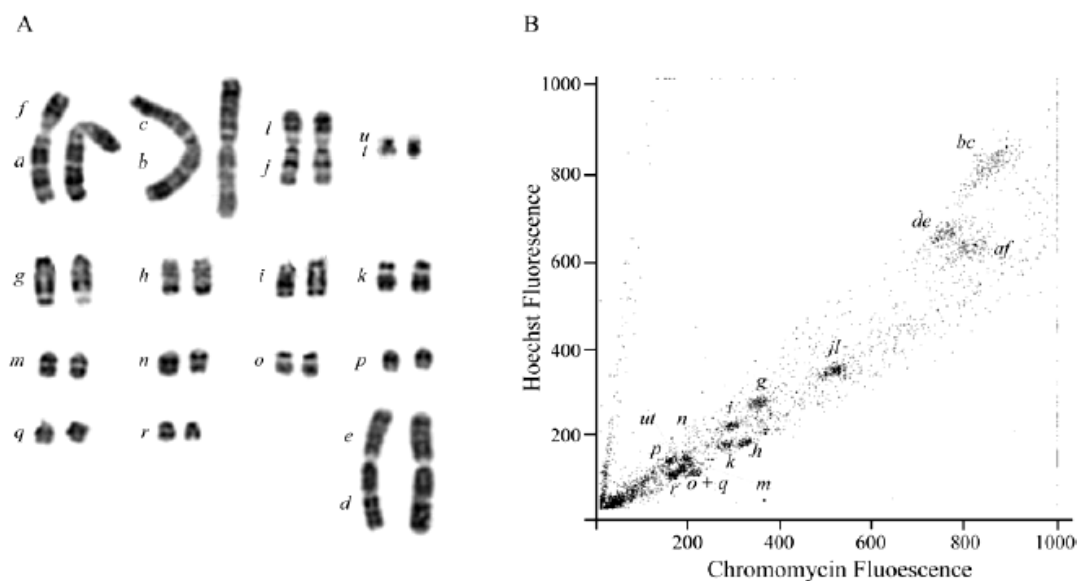 A
f
a
c
b
l
j
u
t
g
h
i
k
m
n
o
p
q
r
e
d
B
Hoechst Fluorescence
1000
800
600
400
200
bc
de
af
jl
g
i
ut
n
p
k
h
r
o + q
m
200
400
600
800
1000
Chromomycin Fluoescence